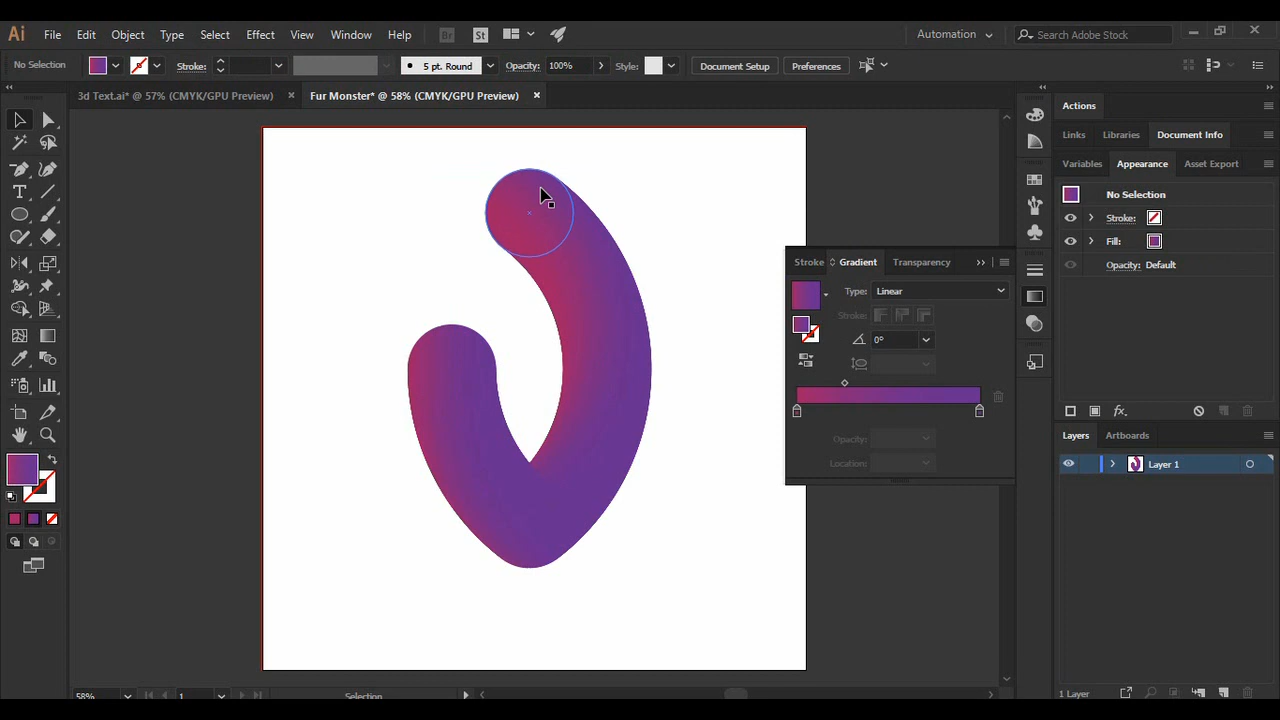 Ai File Edit Object Type Select Effect View Window Help Br St Automation Search Adobe Stock
No Selection Stroke: 5 pt. Round Opacity: 100% Style: Document Setup Preferences
3d Text.ai* @ 57% (CMYK/GPU Preview) Fur Monster* @ 58% (CMYK/GPU Preview)
Actions
Links Libraries Document Info
Variables Appearance Asset Export
No Selection
Stroke:
Fill:
Opacity: Default
Stroke Gradient Transparency
Type: Linear
Stroke:
0°
Opacity:
Location:
fx
Layers Artboards
Layer 1
58% 1 Selection 1 Layer